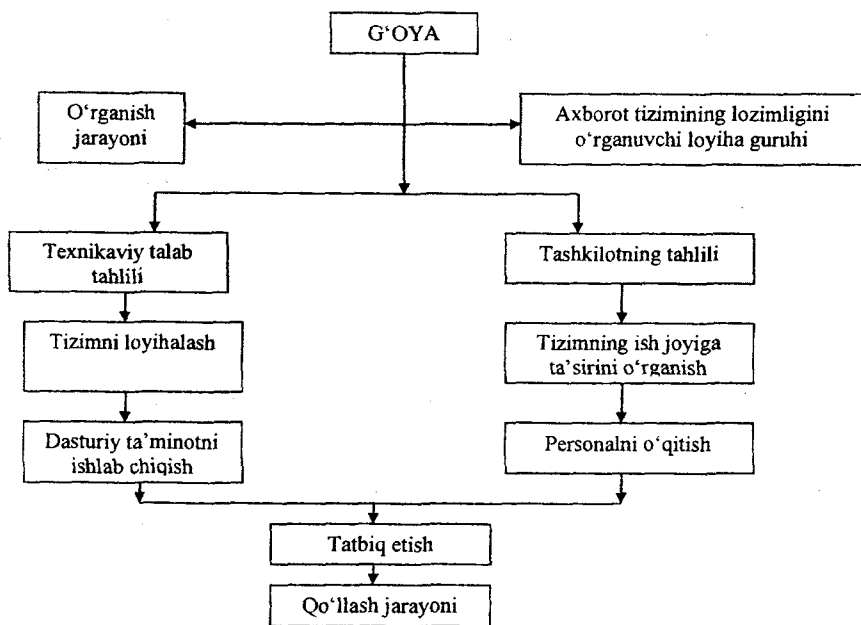 G‘OYA
O‘rganish
jarayoni
Axborot tizimining lozimligini
o‘rganuvchi loyiha guruhi
Texnikaviy talab
tahlili
Tashkilotning tahlili
Tizimni loyihalash
Tizimning ish joyiga
ta’sirini o‘rganish
Dasturiy ta’minotni
ishlab chiqish
Personalni o‘qitish
Tatbiq etish
Qo‘llash jarayoni